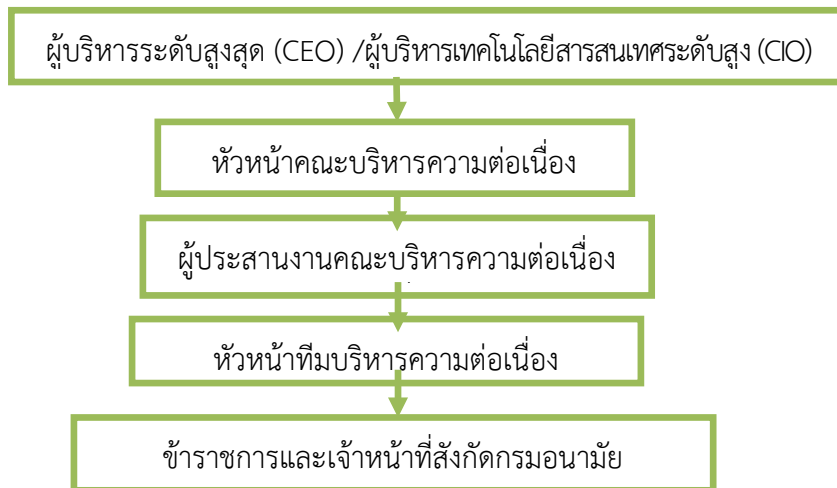 ผู้บริหารระดับสูงสุด (CEO) /ผู้บริหารเทคโนโลยีสารสนเทศระดับสูง (CIO)
หัวหน้าคณะบริหารความต่อเนื่อง
ผู้ประสานงานคณะบริหารความต่อเนื่อง
หัวหน้าทีมบริหารความต่อเนื่อง
ข้าราชการและเจ้าหน้าที่สังกัดกรมอนามัย